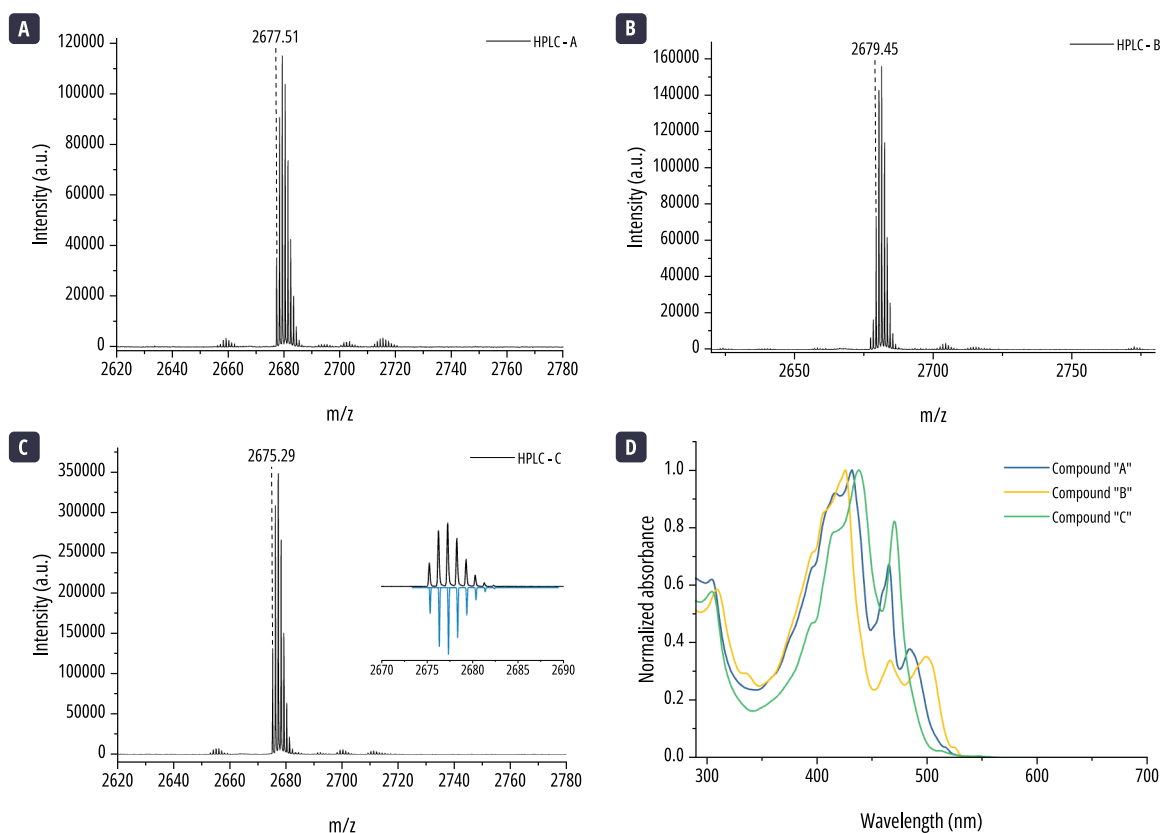 A
2677.51
HPLC - A
120000
100000
80000
60000
40000
20000
0
Intensity (a.u.)
2620 2640 2660 2680 2700 2720 2740 2760 2780
m/z
B
2679.45
HPLC - B
160000
140000
120000
100000
80000
60000
40000
20000
0
Intensity (a.u.)
2650 2700 2750
m/z
C
2675.29
HPLC - C
350000
300000
250000
200000
150000
100000
50000
0
Intensity (a.u.)
2670 2675 2680 2685 2690
2620 2640 2660 2680 2700 2720 2740 2760 2780
m/z
D
Compound "A"
Compound "B"
Compound "C"
1.0
0.8
0.6
0.4
0.2
0.0
Normalized absorbance
300 400 500 600 700
Wavelength (nm)